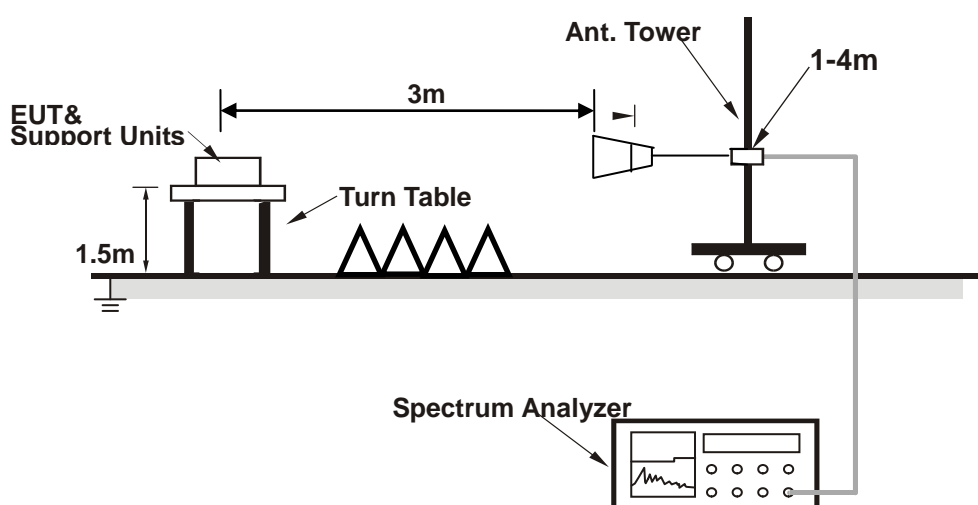 Ant. Tower
1-4m
3m
EUT&
Support Units
Turn Table
1.5m
Spectrum Analyzer